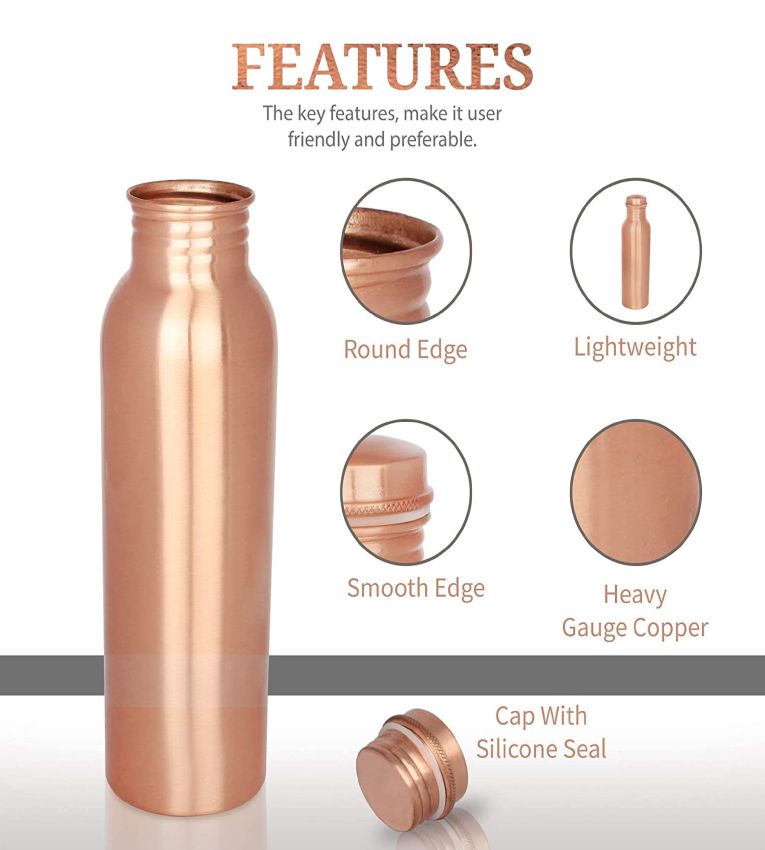 FEATURES
The key features, make it user
friendly and preferable.
Round Edge
Lightweight
Smooth Edge
Heavy
Gauge Copper
Cap With
Silicone Seal